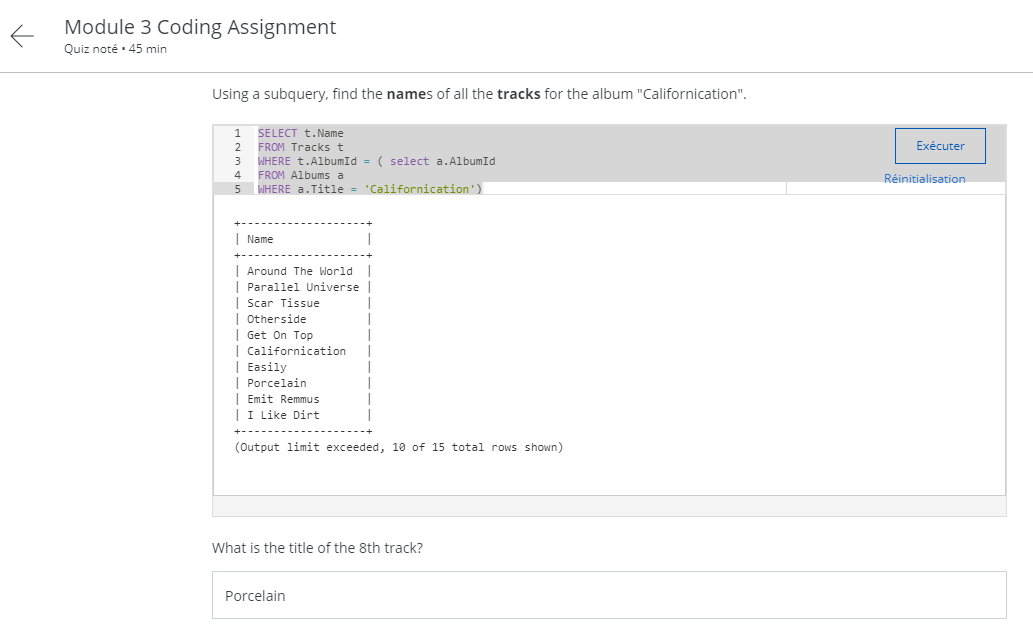 Module 3 Coding Assignment
Quiz noté • 45 min
Using a subquery, find the names of all the tracks for the album "Californication".
1 SELECT t.Name
2 FROM Tracks t
3 WHERE t.AlbumId = ( select a.AlbumId
4 FROM Albums a
5 WHERE a.Title = 'Californication')
Exécuter
Réinitialisation
+-------------------+
| Name              |
+-------------------+
| Around The World  |
| Parallel Universe |
| Scar Tissue       |
| Otherside         |
| Get On Top        |
| Californication   |
| Easily            |
| Porcelain         |
| Emit Remmus       |
| I Like Dirt       |
+-------------------+
(Output limit exceeded, 10 of 15 total rows shown)
What is the title of the 8th track?
Porcelain